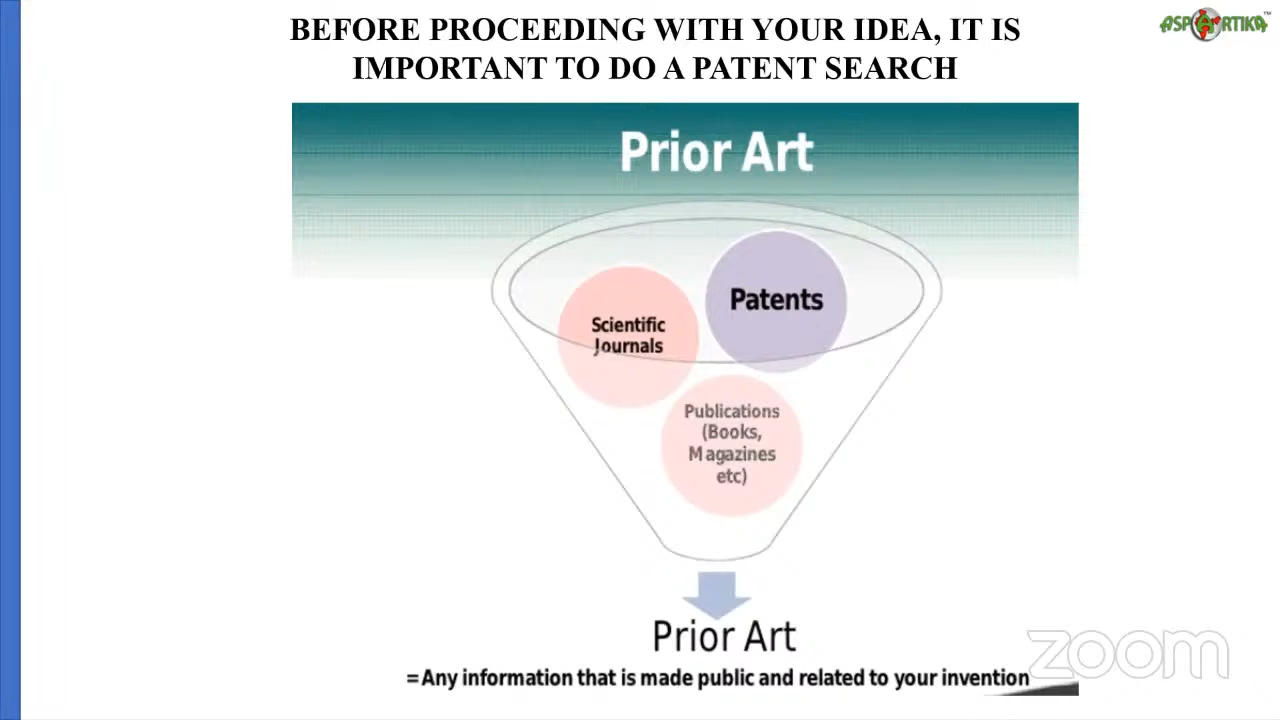 BEFORE PROCEEDING WITH YOUR IDEA, IT IS
IMPORTANT TO DO A PATENT SEARCH
ASPARTIKA™
Prior Art
Patents
Scientific
Journals
Publications
(Books,
Magazines
etc)
Prior Art
=Any information that is made public and related to your invention
zoom